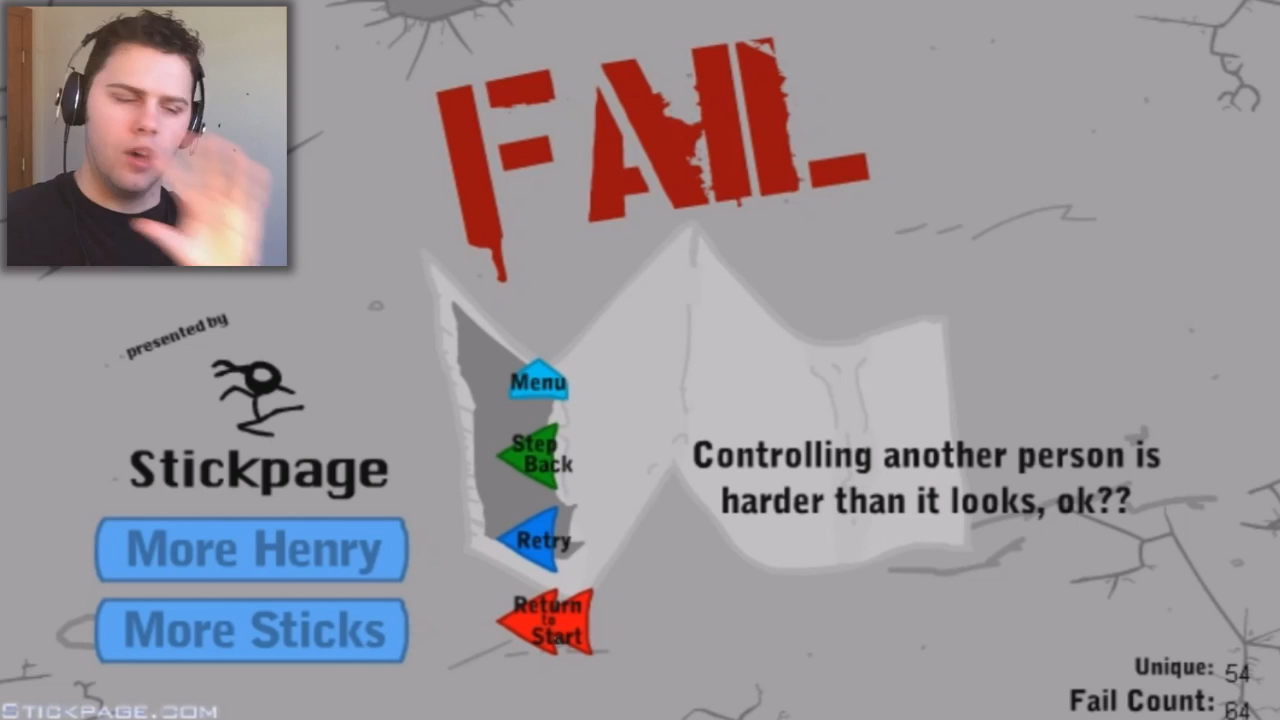 FAIL
presented by
Stickpage
More Henry
More Sticks
Menu
Step
Back
Retry
Return
to
Start
Controlling another person is
harder than it looks, ok??
Unique: 54
Fail Count: 64
STICKPAGE.COM